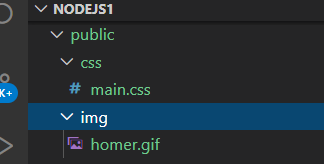 NODEJS1
public
css
# main.css
img
homer.gif
K+